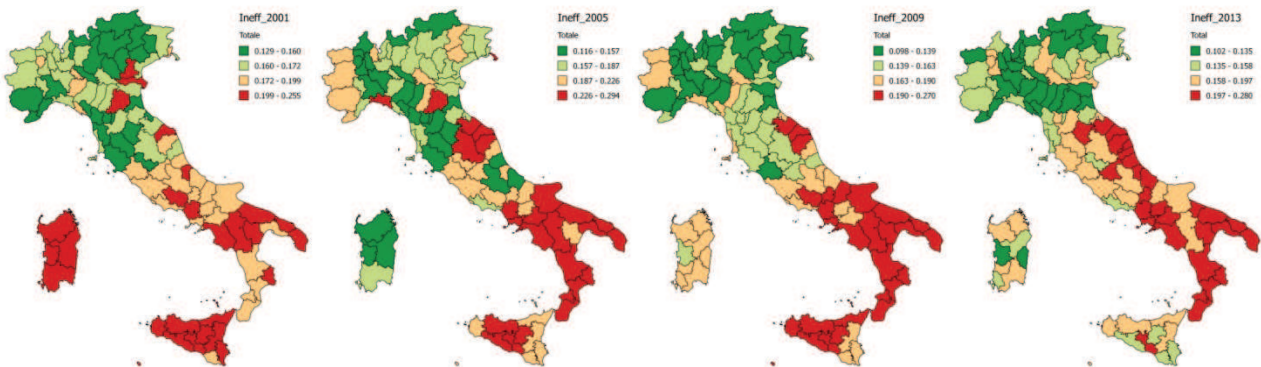 Ineff_2001
Totale
0.129 - 0.160
0.160 - 0.172
0.172 - 0.199
0.199 - 0.255
Ineff_2005
Totale
0.116 - 0.157
0.157 - 0.187
0.187 - 0.226
0.226 - 0.294
Ineff_2009
Totale
0.098 - 0.139
0.139 - 0.163
0.163 - 0.190
0.190 - 0.270
Ineff_2013
Total
0.102 - 0.135
0.135 - 0.158
0.158 - 0.197
0.197 - 0.280